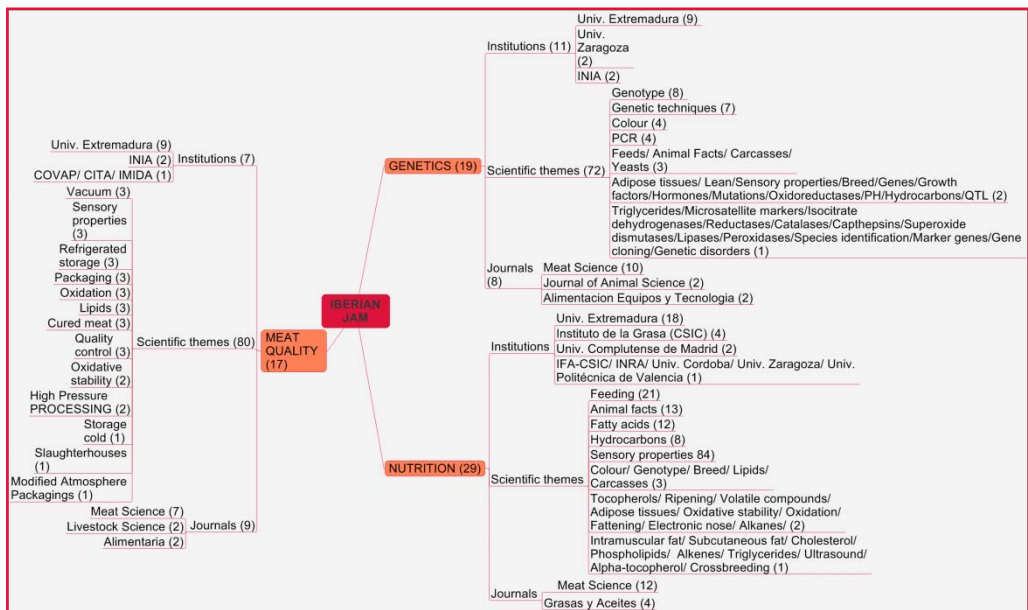 IBERIAN
JAM
GENETICS (19)
Institutions (11)
Univ. Extremadura (9)
Univ.
Zaragoza
(2)
INIA (2)
Scientific themes (72)
Genotype (8)
Genetic techniques (7)
Colour (4)
PCR (4)
Feeds/ Animal Facts/ Carcasses/
Yeasts (3)
Adipose tissues/ Lean/Sensory properties/Breed/Genes/Growth
factors/Hormones/Mutations/Oxidoreductases/PH/Hydrocarbons/QTL (2)
Triglycerides/Microsatellite markers/Isocitrate
dehydrogenases/Reductases/Catalases/Capthepsins/Superoxide
dismutases/Lipases/Peroxidases/Species identification/Marker genes/Gene
cloning/Genetic disorders (1)
Journals
(8)
Meat Science (10)
Journal of Animal Science (2)
Alimentacion Equipos y Tecnologia (2)
NUTRITION (29)
Institutions
Univ. Extremadura (18)
Instituto de la Grasa (CSIC) (4)
Univ. Complutense de Madrid (2)
IFA-CSIC/ INRA/ Univ. Cordoba/ Univ. Zaragoza/ Univ.
Politécnica de Valencia (1)
Scientific themes
Feeding (21)
Animal facts (13)
Fatty acids (12)
Hydrocarbons (8)
Sensory properties 84)
Colour/ Genotype/ Breed/ Lipids/
Carcasses (3)
Tocopherols/ Ripening/ Volatile compounds/
Adipose tissues/ Oxidative stability/ Oxidation/
Fattening/ Electronic nose/ Alkanes/ (2)
Intramuscular fat/ Subcutaneous fat/ Cholesterol/
Phospholipids/ Alkenes/ Triglycerides/ Ultrasound/
Alpha-tocopherol/ Crossbreeding (1)
Journals
Meat Science (12)
Grasas y Aceites (4)
MEAT
QUALITY
(17)
Institutions (7)
Univ. Extremadura (9)
INIA (2)
COVAP/ CITA/ IMIDA (1)
Scientific themes (80)
Vacuum (3)
Sensory
properties
(3)
Refrigerated
storage (3)
Packaging (3)
Oxidation (3)
Lipids (3)
Cured meat (3)
Quality
control (3)
Oxidative
stability (2)
High Pressure
PROCESSING (2)
Storage
cold (1)
Slaughterhouses
(1)
Modified Atmosphere
Packagings (1)
Journals (9)
Meat Science (7)
Livestock Science (2)
Alimentaria (2)